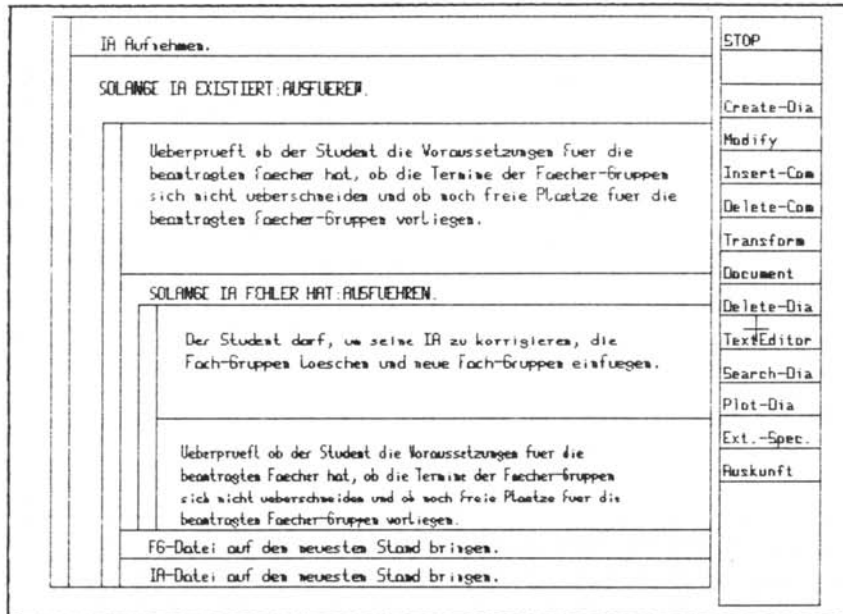 IA Aufnehmen.
SOLANGE IA EXISTIERT:AUSFUEREN.
Ueberprueft ob der Student die Voraussetzungen fuer die
beantragten Faecher hat, ob die Termine der Faecher-Gruppen
sich nicht ueberschneiden und ob noch freie Plaetze fuer die
beantragten Faecher-Gruppen vorliegen.
SOLANGE IA FEHLER HAT:AUSFUEHREN.
Der Student darf, um seine IA zu korrigieren, die
Fach-Gruppen loeschen und neue Fach-Gruppen einfuegen.
Ueberprueft ob der Student die Voraussetzungen fuer die
beantragten Faecher hat, ob die Termine der Faecher-Gruppen
sich nicht ueberschneiden und ob noch freie Plaetze fuer die
beantragten Faecher-Gruppen vorliegen.
FG-Datei auf den neuesten Stand bringen.
IA-Datei auf den neuesten Stand bringen.
STOP
Create-Dia
Modify
Insert-Com
Delete-Com
Transform
Document
Delete-Dia
TextEditor
Search-Dia
Plot-Dia
Ext.-Spec.
Auskunft